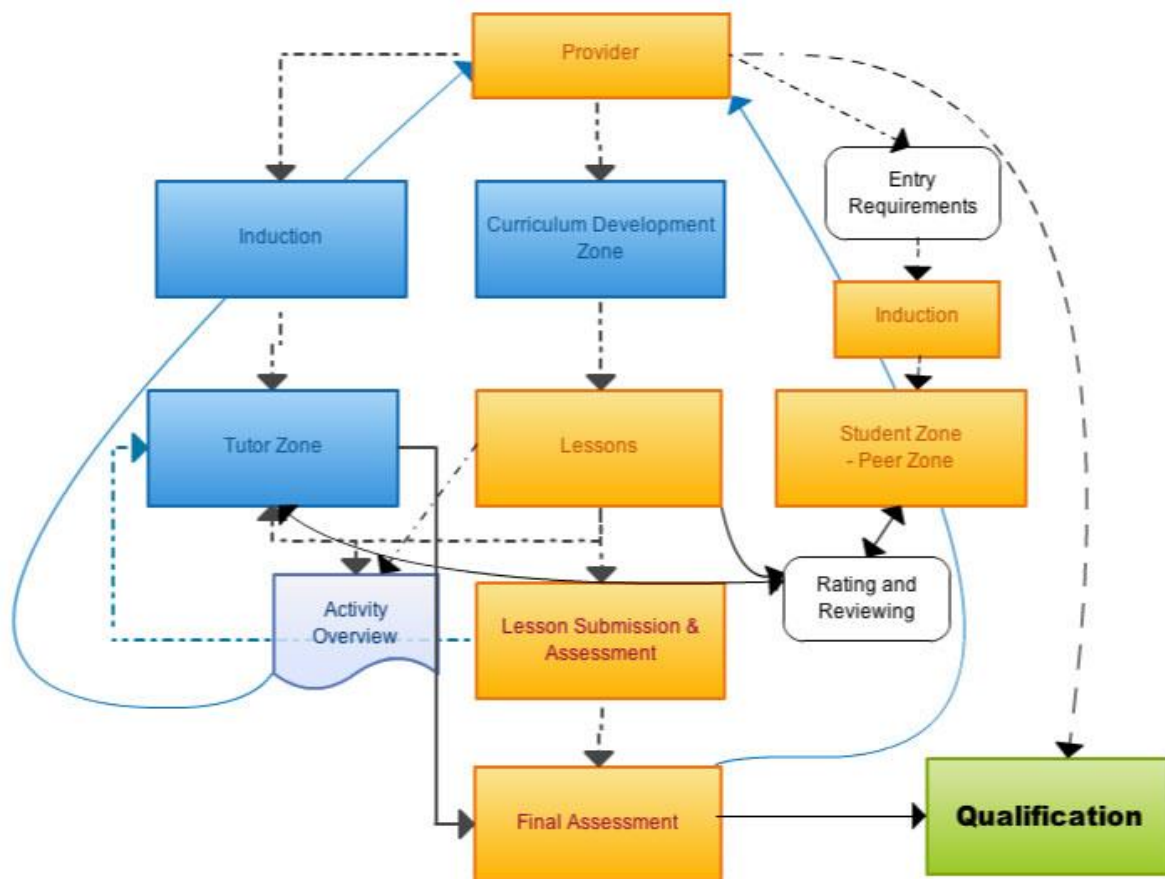 Provider
Entry
Requirements
Induction
Curriculum Development
Zone
Induction
Tutor Zone
Lessons
Student Zone
- Peer Zone
Activity
Overview
Lesson Submission &
Assessment
Rating and
Reviewing
Final Assessment
Qualification